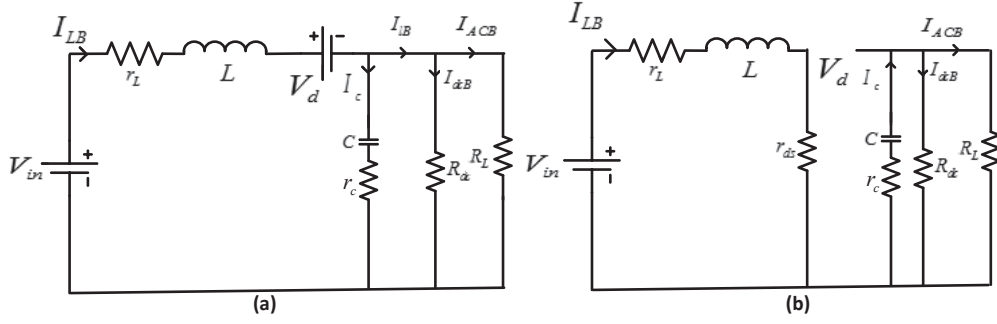 I_LB
r_L
L
+ -
V_d
I_lB
I_ACB
I_c
I_dcB
C
r_c
R_dc
R_L
V_in
+
-
(a)
I_LB
r_L
L
r_ds
V_d
I_c
I_ACB
I_dcB
C
r_c
R_dc
R_L
V_in
+
-
(b)